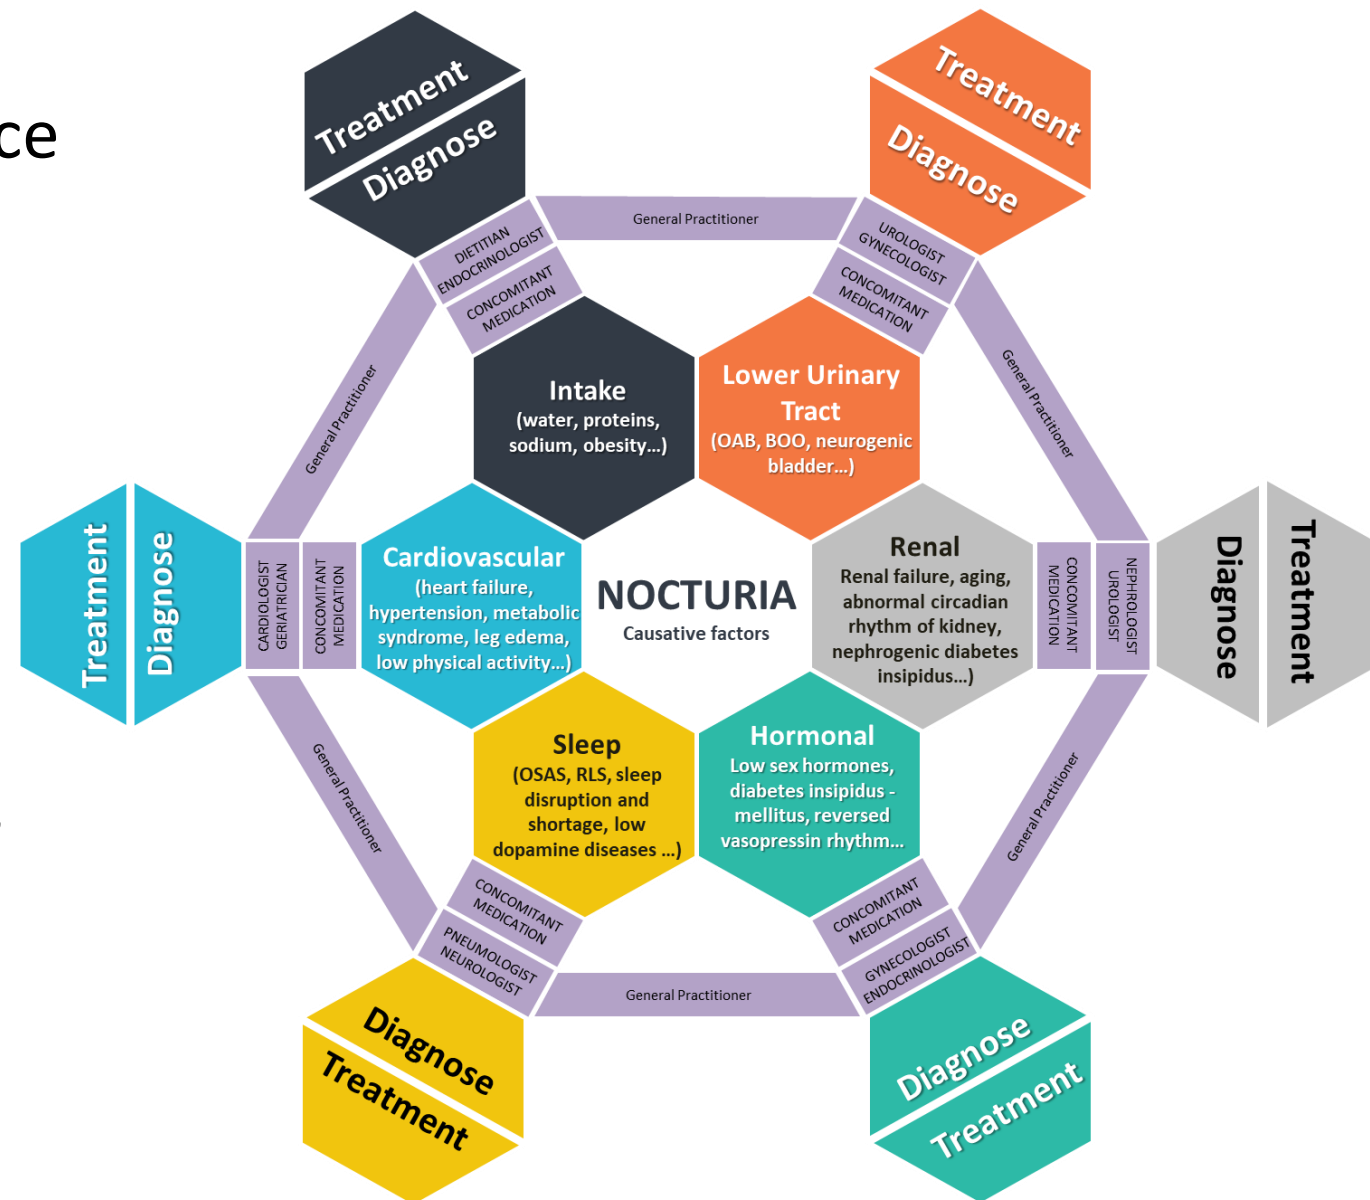 ce
Treatment
Diagnose
Treatment
Diagnose
General Practitioner
DIETITIAN
ENDOCRINOLOGIST
CONCOMITANT
MEDICATION
UROLOGIST
GYNECOLOGIST
CONCOMITANT
MEDICATION
General Practitioner
General Practitioner
Intake
(water, proteins,
sodium, obesity...)
Lower Urinary
Tract
(OAB, BOO, neurogenic
bladder...)
Treatment
Diagnose
CARDIOLOGIST
GERIATRICIAN
CONCOMITANT
MEDICATION
Cardiovascular
(heart failure,
hypertension, metabolic
syndrome, leg edema,
low physical activity...)
NOCTURIA
Causative factors
Renal
Renal failure, aging,
abnormal circadian
rhythm of kidney,
nephrogenic diabetes
insipidus...)
CONCOMITANT
MEDICATION
NEPHROLOGIST
UROLOGIST
Diagnose
Treatment
Sleep
(OSAS, RLS, sleep
disruption and
shortage, low
dopamine diseases ...)
Hormonal
Low sex hormones,
diabetes insipidus -
mellitus, reversed
vasopressin rhythm...
General Practitioner
General Practitioner
CONCOMITANT
MEDICATION
PNEUMOLOGIST
NEUROLOGIST
CONCOMITANT
MEDICATION
GYNECOLOGIST
ENDOCRINOLOGIST
General Practitioner
Diagnose
Treatment
Diagnose
Treatment